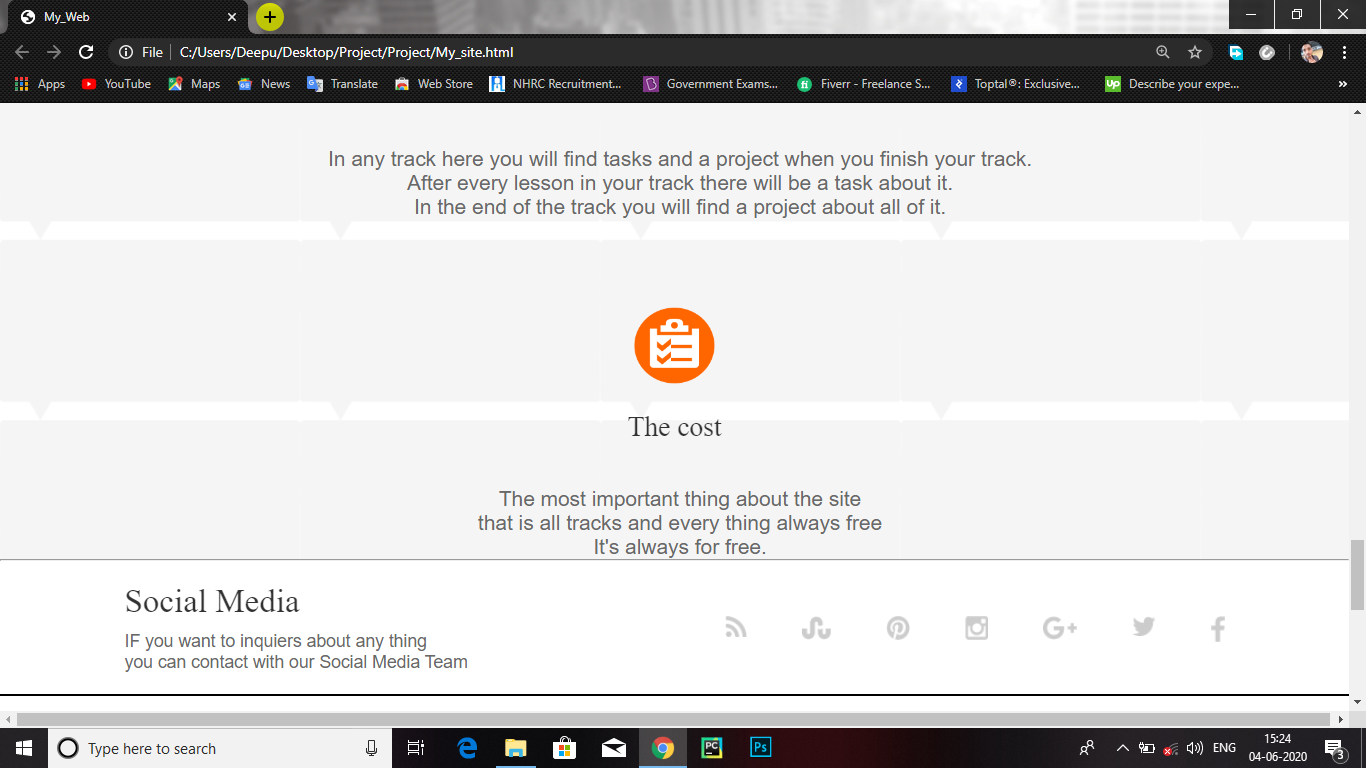 My_Web
File
C:/Users/Deepu/Desktop/Project/Project/My_site.html
Apps YouTube Maps News Translate Web Store NHRC Recruitment... Government Exams... Fiverr - Freelance S... Toptal®: Exclusive... Up Describe your expe... »
In any track here you will find tasks and a project when you finish your track.
After every lesson in your track there will be a task about it.
In the end of the track you will find a project about all of it.
The cost
The most important thing about the site
that is all tracks and every thing always free
It's always for free.
Social Media
IF you want to inquiers about any thing
you can contact with our Social Media Team
G+
Type here to search
PC
Ps
ENG
15:24
04-06-2020
3